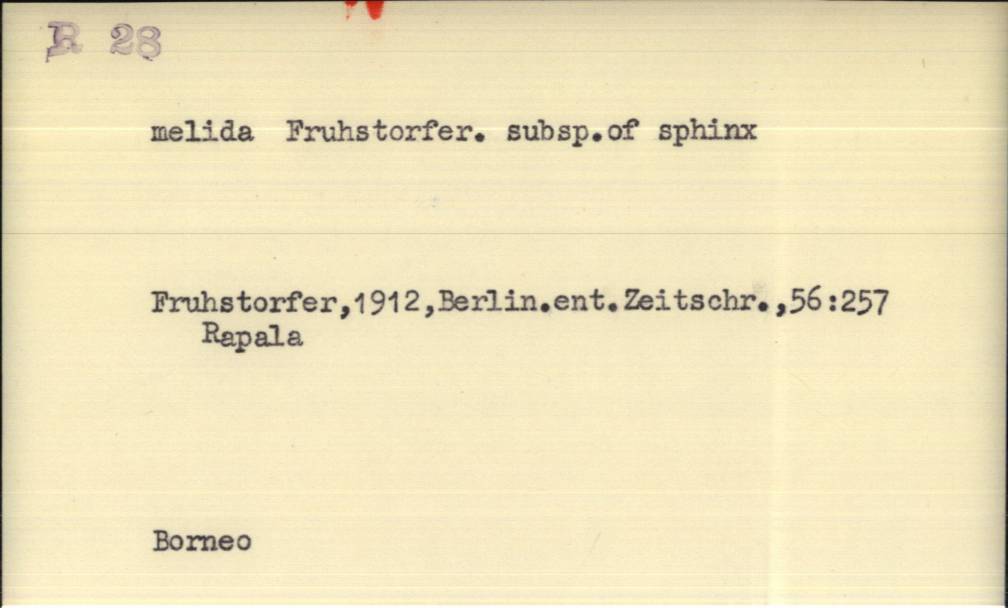 R 28
melida Fruhstorfer. subsp.of sphinx
Fruhstorfer,1912,Berlin.ent.Zeitschr.,56:257
Rapala
Borneo